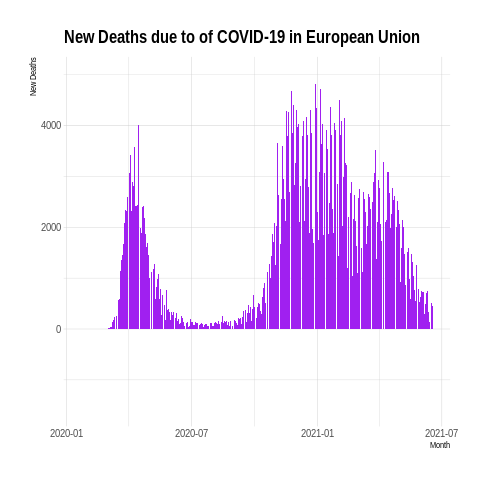 New Deaths due to of COVID-19 in European Union
New Deaths
4000
2000
0
2020-01 2020-07 2021-01 2021-07
Month